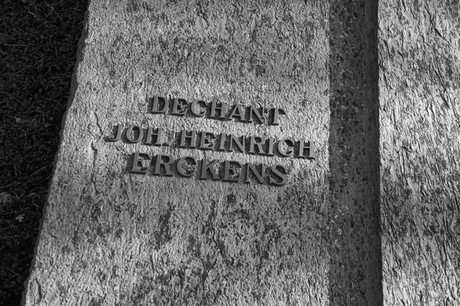 DECHANT
JOH. HEINRICH
ERCKENS